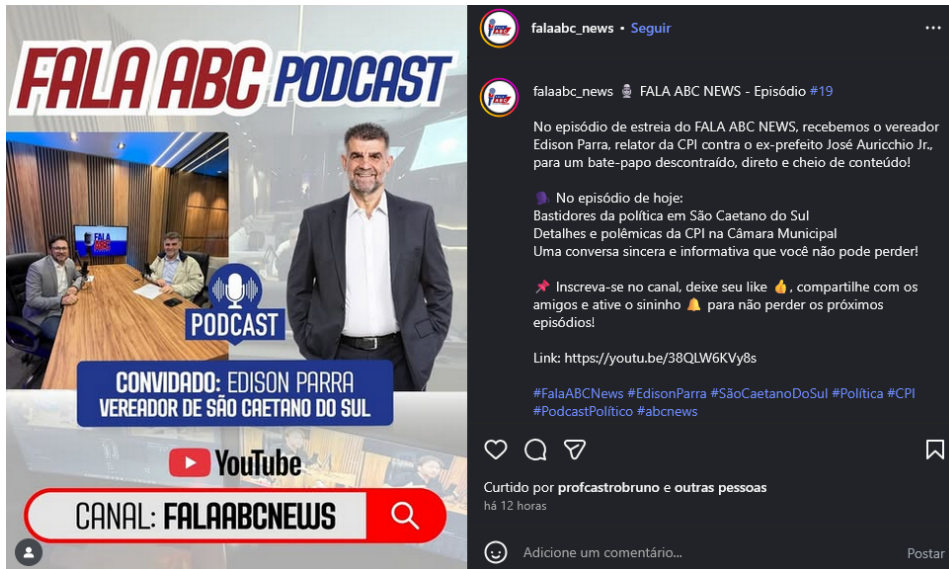 FALA ABC PODCAST
FALA
ABC
PODCAST
CONVIDADO: EDISON PARRA
VEREADOR DE SÃO CAETANO DO SUL
YouTube
CANAL: FALAABCNEWS
falaabc_news • Seguir
falaabc_news 🎙️ FALA ABC NEWS - Episódio #19
No episódio de estreia do FALA ABC NEWS, recebemos o vereador
Edison Parra, relator da CPI contra o ex-prefeito José Auricchio Jr.,
para um bate-papo descontraído, direto e cheio de conteúdo!
🗣️ No episódio de hoje:
Bastidores da política em São Caetano do Sul
Detalhes e polêmicas da CPI na Câmara Municipal
Uma conversa sincera e informativa que você não pode perder!
📌 Inscreva-se no canal, deixe seu like 👍, compartilhe com os
amigos e ative o sininho 🔔 para não perder os próximos
episódios!
Link: https://youtu.be/38QLW6KVy8s
#FalaABCNews #EdisonParra #SãoCaetanoDoSul #Política #CPI
#PodcastPolítico #abcnews
Curtido por profcastrobruno e outras pessoas
há 12 horas
Adicione um comentário...
Postar